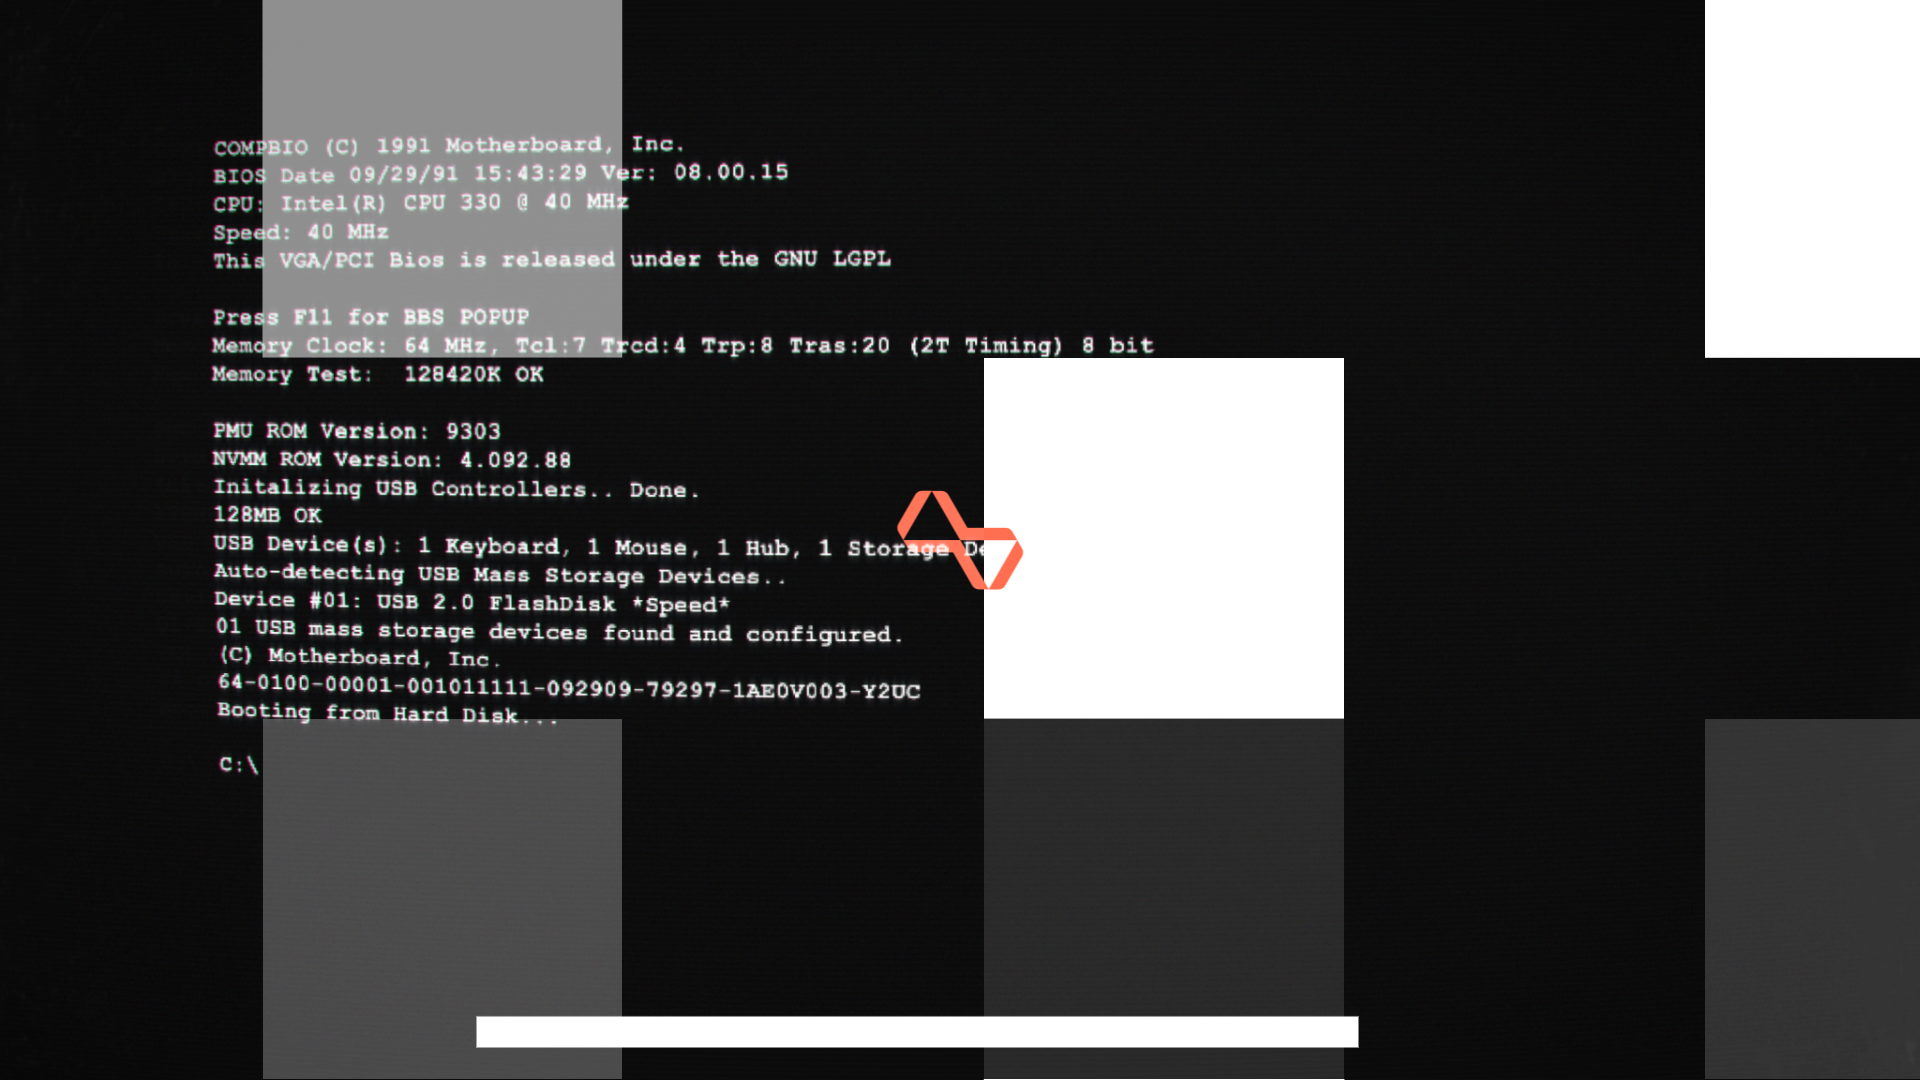 COMPBIO (C) 1991 Motherboard, Inc.
BIOS Date 09/29/91 15:43:29 Ver: 08.00.15
CPU: Intel(R) CPU 330 @ 40 MHz
Speed: 40 MHz
This VGA/PCI Bios is released under the GNU LGPL
Press F11 for BBS POPUP
Memory Clock: 64 MHz, Tcl:7 Trcd:4 Trp:8 Tras:20 (2T Timing) 8 bit
Memory Test: 128420K OK
PMU ROM Version: 9303
NVMM ROM Version: 4.092.88
Initalizing USB Controllers.. Done.
128MB OK
USB Device(s): 1 Keyboard, 1 Mouse, 1 Hub, 1 Storage
Auto-detecting USB Mass Storage Devices..
Device #01: USB 2.0 FlashDisk *Speed*
01 USB mass storage devices found and configured.
(C) Motherboard, Inc.
64-0100-00001-001011111-092909-79297-1AE0V003-Y2UC
Booting from Hard Disk...
C:\